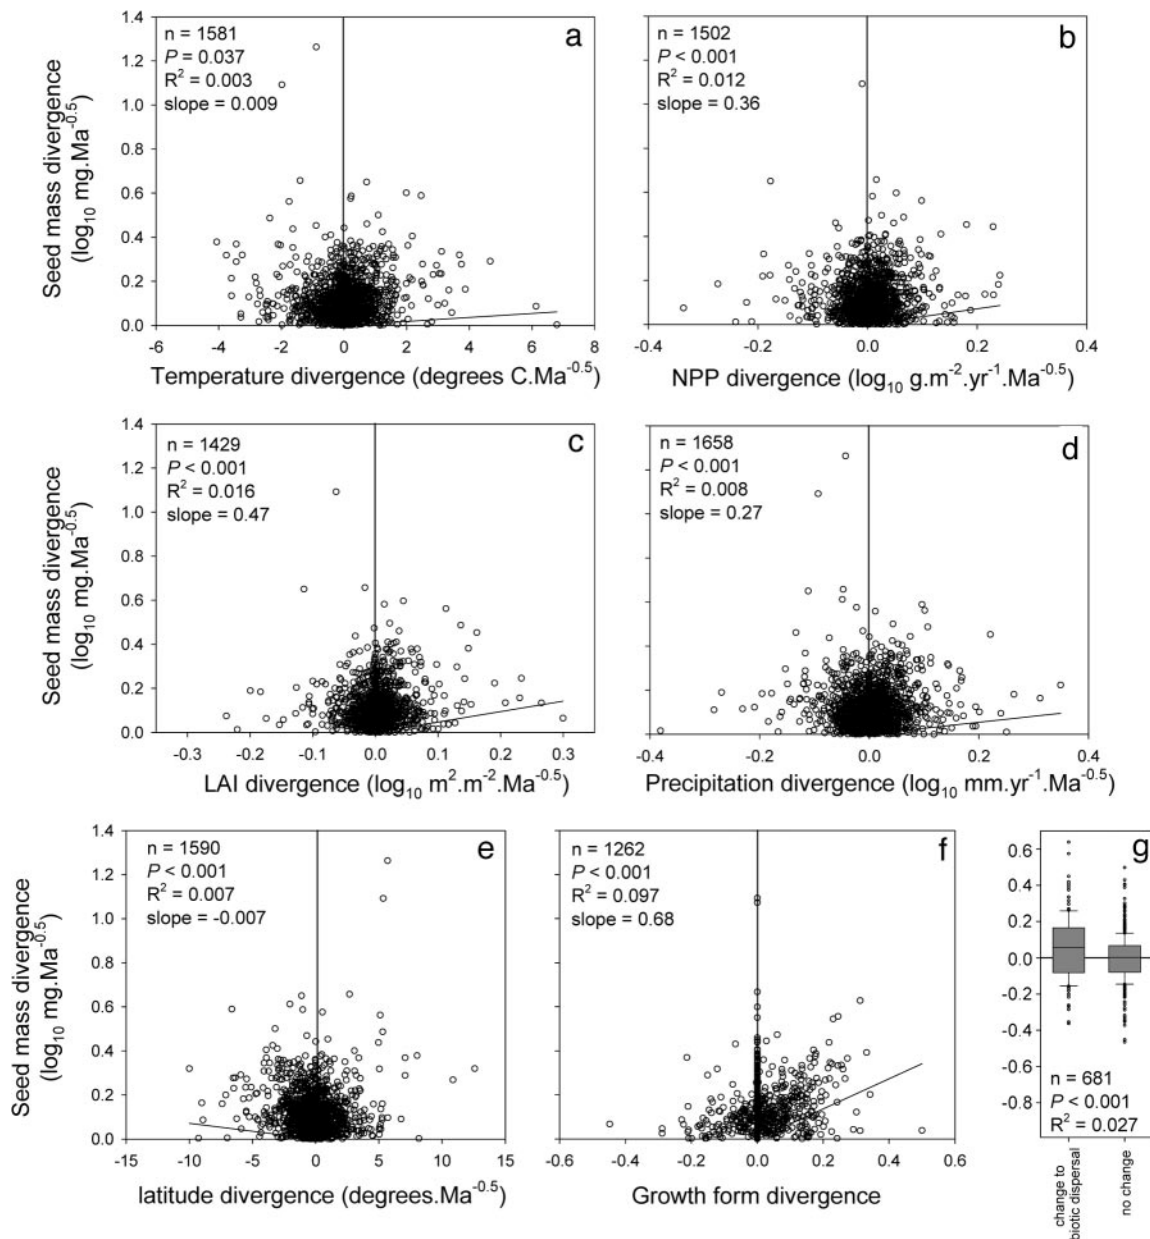 a
n = 1581
P = 0.037
R² = 0.003
slope = 0.009
Seed mass divergence
(log₁₀ mg.Ma⁻⁰·⁵)
1.4
1.2
1.0
0.8
0.6
0.4
0.2
0.0
-6 -4 -2 0 2 4 6 8
Temperature divergence (degrees C.Ma⁻⁰·⁵)
b
n = 1502
P < 0.001
R² = 0.012
slope = 0.36
-0.4 -0.2 0.0 0.2 0.4
NPP divergence (log₁₀ g.m⁻².yr⁻¹.Ma⁻⁰·⁵)
c
n = 1429
P < 0.001
R² = 0.016
slope = 0.47
Seed mass divergence
(log₁₀ mg.Ma⁻⁰·⁵)
1.4
1.2
1.0
0.8
0.6
0.4
0.2
0.0
-0.3 -0.2 -0.1 0.0 0.1 0.2 0.3
LAI divergence (log₁₀ m².m⁻².Ma⁻⁰·⁵)
d
n = 1658
P < 0.001
R² = 0.008
slope = 0.27
-0.4 -0.2 0.0 0.2 0.4
Precipitation divergence (log₁₀ mm.yr⁻¹.Ma⁻⁰·⁵)
e
n = 1590
P < 0.001
R² = 0.007
slope = -0.007
Seed mass divergence
(log₁₀ mg.Ma⁻⁰·⁵)
1.4
1.2
1.0
0.8
0.6
0.4
0.2
0.0
-15 -10 -5 0 5 10 15
latitude divergence (degrees.Ma⁻⁰·⁵)
f
n = 1262
P < 0.001
R² = 0.097
slope = 0.68
-0.6 -0.4 -0.2 0.0 0.2 0.4 0.6
Growth form divergence
g
0.6
0.4
0.2
0.0
-0.2
-0.4
-0.6
-0.8
n = 681
P < 0.001
R² = 0.027
change to
biotic dispersal
no change